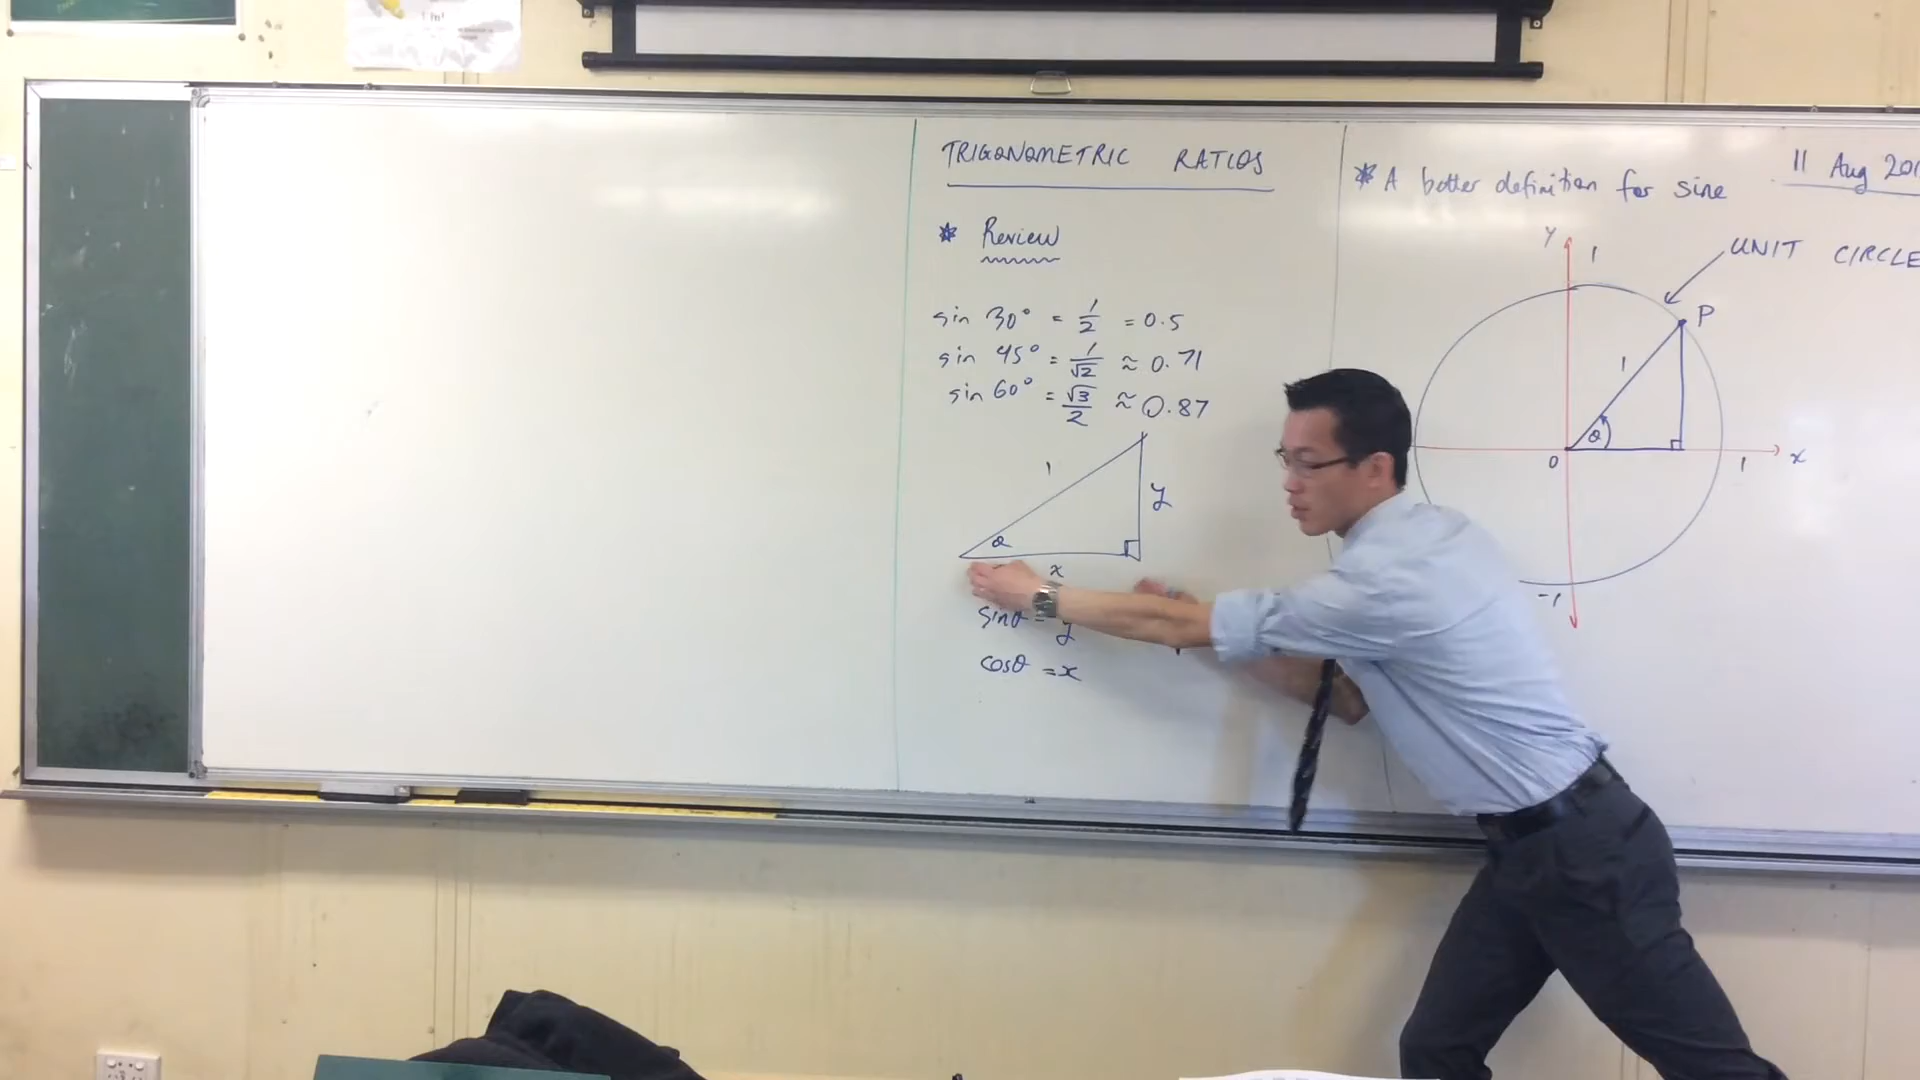 TRIGONOMETRIC RATIOS
* Review
sin 30° = 1/2 = 0.5
sin 45° = 1/√2 ≈ 0.71
sin 60° = √3/2 ≈ 0.87
1
y
θ
x
sinθ = y
cosθ = x
11 Aug 201
* A better definition for sine
y
1
UNIT CIRCLE
P
1
θ
0
1
x
-1